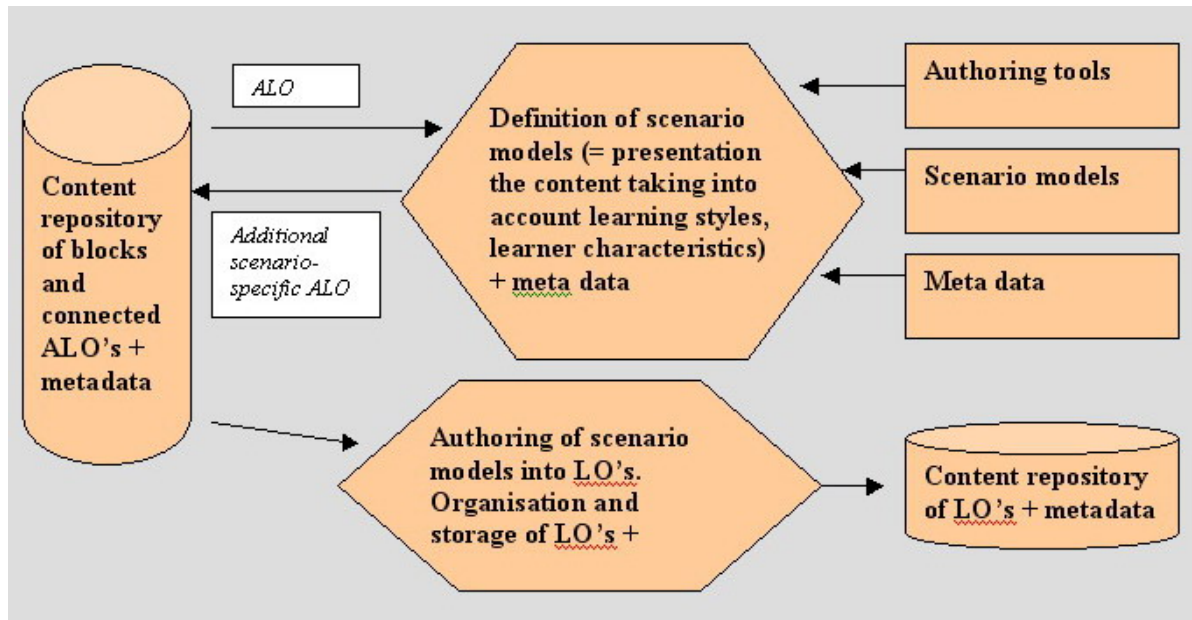 ALO
Content
repository
of blocks
and
connected
ALO's +
metadata
Additional
scenario-
specific ALO
Definition of scenario
models (= presentation
the content taking into
account learning styles,
learner characteristics)
+ meta data
Authoring tools
Scenario models
Meta data
Authoring of scenario
models into LO's.
Organisation and
storage of LO's +
Content repository
of LO's + metadata